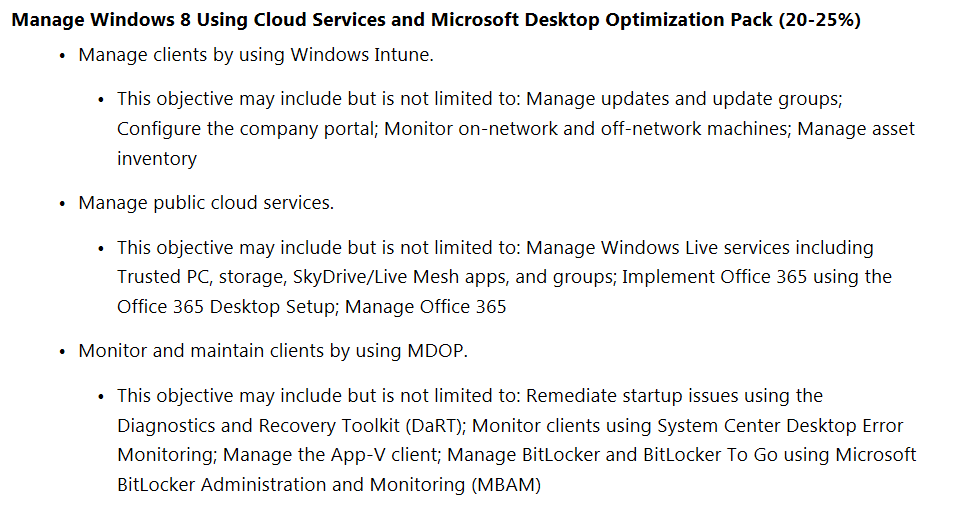 Manage Windows 8 Using Cloud Services and Microsoft Desktop Optimization Pack (20-25%)
• Manage clients by using Windows Intune.
• This objective may include but is not limited to: Manage updates and update groups;
Configure the company portal; Monitor on-network and off-network machines; Manage asset
inventory
• Manage public cloud services.
• This objective may include but is not limited to: Manage Windows Live services including
Trusted PC, storage, SkyDrive/Live Mesh apps, and groups; Implement Office 365 using the
Office 365 Desktop Setup; Manage Office 365
• Monitor and maintain clients by using MDOP.
• This objective may include but is not limited to: Remediate startup issues using the
Diagnostics and Recovery Toolkit (DaRT); Monitor clients using System Center Desktop Error
Monitoring; Manage the App-V client; Manage BitLocker and BitLocker To Go using Microsoft
BitLocker Administration and Monitoring (MBAM)